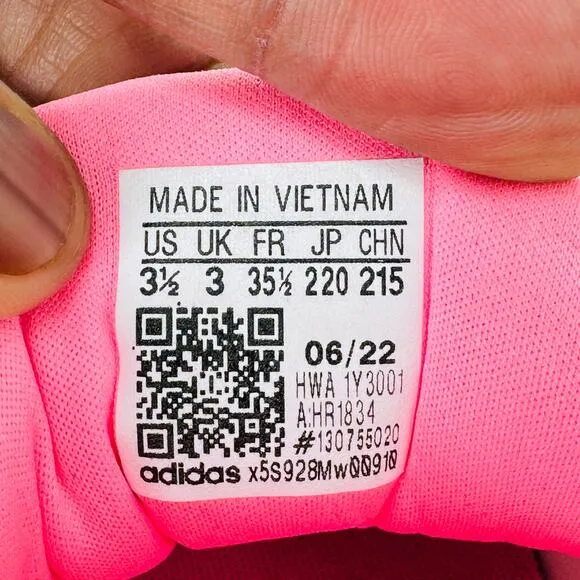 MADE IN VIETNAM
US UK FR JP CHN
3½ 3 35½ 220 215
06/22
HWA 1Y3001
A:HR1834
#130755020
adidas x5S928Mw00910